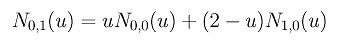 N_{0,1}(u) = uN_{0,0}(u) + (2 − u)N_{1,0}(u)